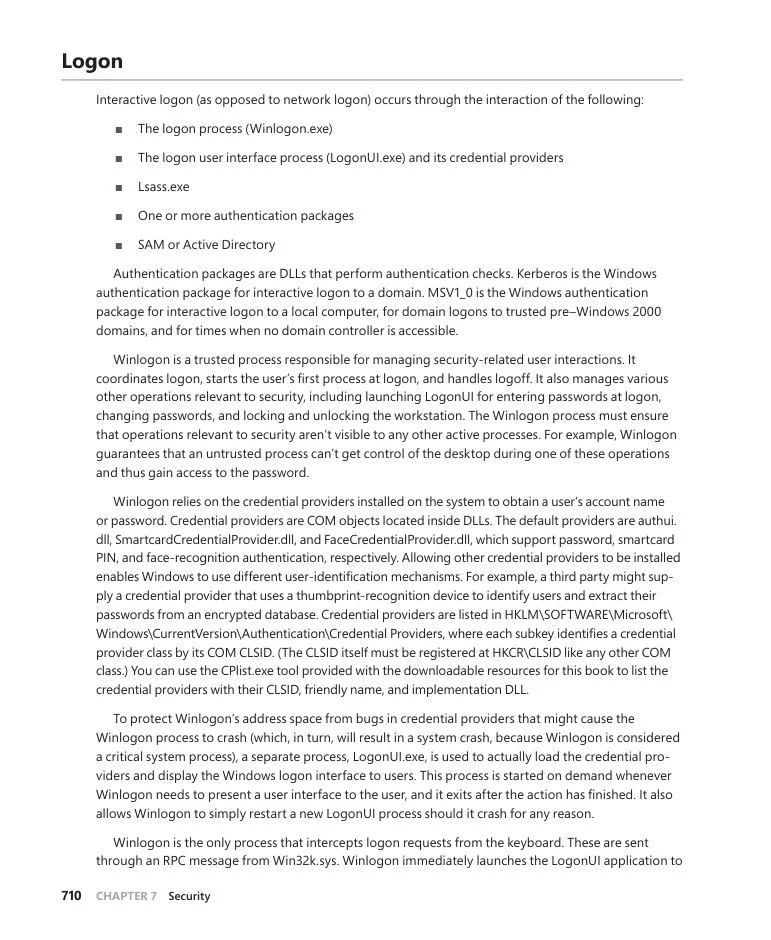 Logon
Interactive logon (as opposed to network logon) occurs through the interaction of the following:
■ The logon process (Winlogon.exe)
■ The logon user interface process (LogonUI.exe) and its credential providers
■ Lsass.exe
■ One or more authentication packages
■ SAM or Active Directory
Authentication packages are DLLs that perform authentication checks. Kerberos is the Windows
authentication package for interactive logon to a domain. MSV1_0 is the Windows authentication
package for interactive logon to a local computer, for domain logons to trusted pre–Windows 2000
domains, and for times when no domain controller is accessible.
Winlogon is a trusted process responsible for managing security-related user interactions. It
coordinates logon, starts the user’s first process at logon, and handles logoff. It also manages various
other operations relevant to security, including launching LogonUI for entering passwords at logon,
changing passwords, and locking and unlocking the workstation. The Winlogon process must ensure
that operations relevant to security aren’t visible to any other active processes. For example, Winlogon
guarantees that an untrusted process can’t get control of the desktop during one of these operations
and thus gain access to the password.
Winlogon relies on the credential providers installed on the system to obtain a user’s account name
or password. Credential providers are COM objects located inside DLLs. The default providers are authui.
dll, SmartcardCredentialProvider.dll, and FaceCredentialProvider.dll, which support password, smartcard
PIN, and face-recognition authentication, respectively. Allowing other credential providers to be installed
enables Windows to use different user-identification mechanisms. For example, a third party might sup-
ply a credential provider that uses a thumbprint-recognition device to identify users and extract their
passwords from an encrypted database. Credential providers are listed in HKLM\SOFTWARE\Microsoft\
Windows\CurrentVersion\Authentication\Credential Providers, where each subkey identifies a credential
provider class by its COM CLSID. (The CLSID itself must be registered at HKCR\CLSID like any other COM
class.) You can use the CPlist.exe tool provided with the downloadable resources for this book to list the
credential providers with their CLSID, friendly name, and implementation DLL.
To protect Winlogon’s address space from bugs in credential providers that might cause the
Winlogon process to crash (which, in turn, will result in a system crash, because Winlogon is considered
a critical system process), a separate process, LogonUI.exe, is used to actually load the credential pro-
viders and display the Windows logon interface to users. This process is started on demand whenever
Winlogon needs to present a user interface to the user, and it exits after the action has finished. It also
allows Winlogon to simply restart a new LogonUI process should it crash for any reason.
Winlogon is the only process that intercepts logon requests from the keyboard. These are sent
through an RPC message from Win32k.sys. Winlogon immediately launches the LogonUI application to
710 CHAPTER 7 Security